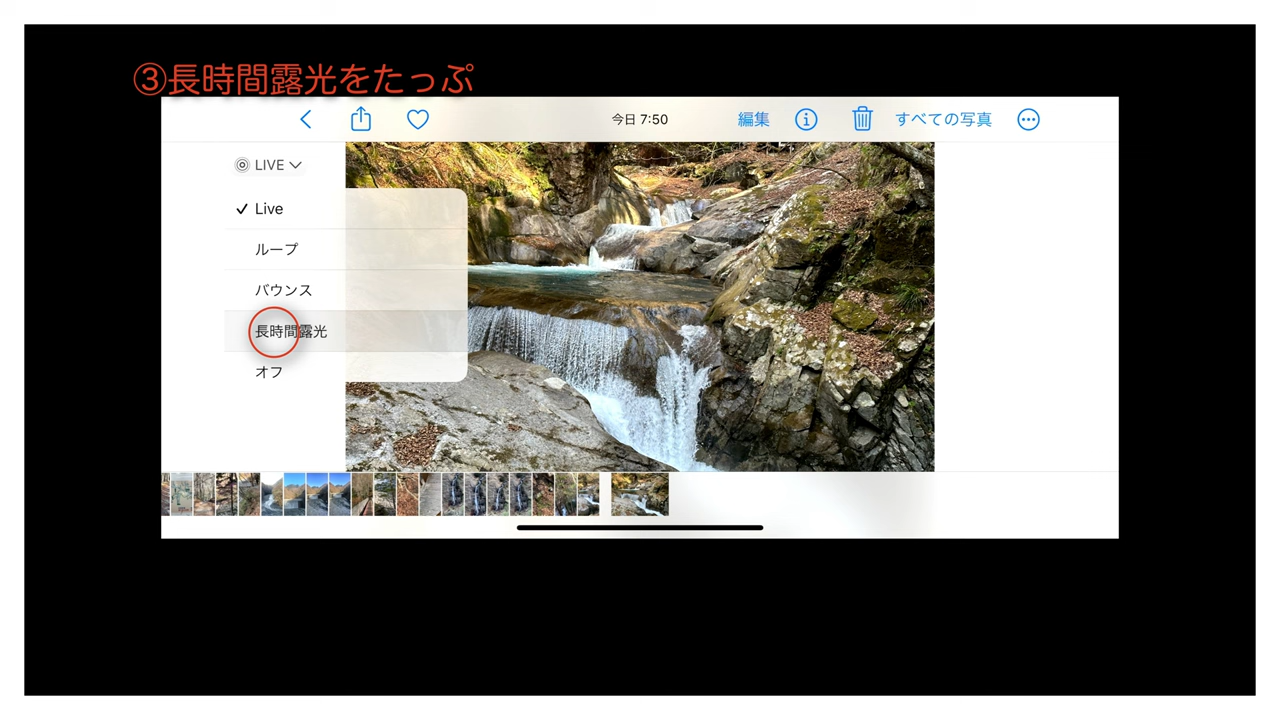 ③長時間露光をたっぷ
今日 7:50
編集
すべての写真
LIVE
Live
ループ
バウンス
長時間露光
オフ